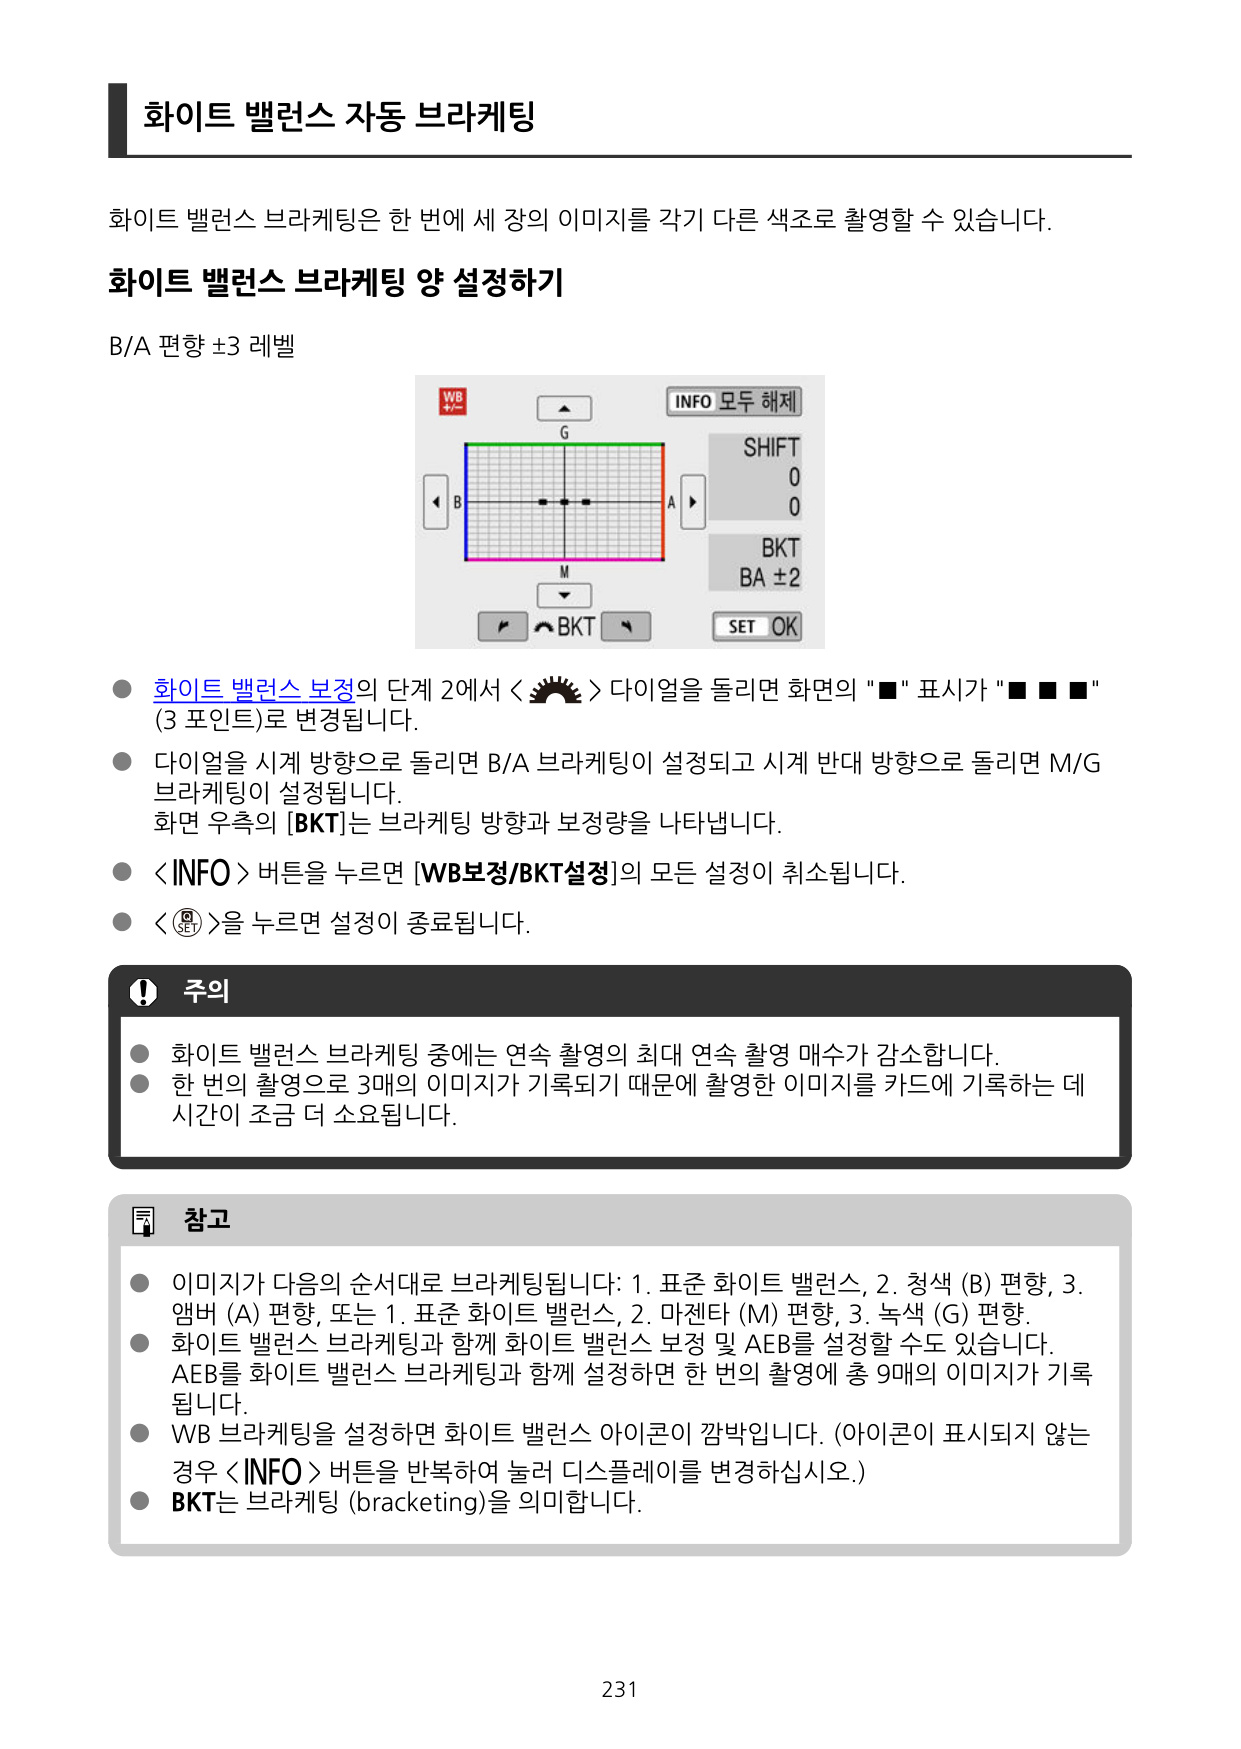 화이트 밸런스 자동 브라케팅
화이트 밸런스 브라케팅은 한 번에 세 장의 이미지를 각기 다른 색조로 촬영할 수 있습니다.
화이트 밸런스 브라케팅 양 설정하기
B/A 편향 ±3 레벨
WB
+/−
INFO 모두 해제
G
SHIFT
0
B
A
0
BKT
M
BA ±2
BKT
SET OK
● 화이트 밸런스 보정의 단계 2에서 < > 다이얼을 돌리면 화면의 "■" 표시가 "■ ■ ■"
(3 포인트)로 변경됩니다.
● 다이얼을 시계 방향으로 돌리면 B/A 브라케팅이 설정되고 시계 반대 방향으로 돌리면 M/G
브라케팅이 설정됩니다.
화면 우측의 [BKT]는 브라케팅 방향과 보정량을 나타냅니다.
● <INFO> 버튼을 누르면 [WB보정/BKT설정]의 모든 설정이 취소됩니다.
● <Q SET>을 누르면 설정이 종료됩니다.
주의
● 화이트 밸런스 브라케팅 중에는 연속 촬영의 최대 연속 촬영 매수가 감소합니다.
● 한 번의 촬영으로 3매의 이미지가 기록되기 때문에 촬영한 이미지를 카드에 기록하는 데
시간이 조금 더 소요됩니다.
참고
● 이미지가 다음의 순서대로 브라케팅됩니다: 1. 표준 화이트 밸런스, 2. 청색 (B) 편향, 3.
앰버 (A) 편향, 또는 1. 표준 화이트 밸런스, 2. 마젠타 (M) 편향, 3. 녹색 (G) 편향.
● 화이트 밸런스 브라케팅과 함께 화이트 밸런스 보정 및 AEB를 설정할 수도 있습니다.
AEB를 화이트 밸런스 브라케팅과 함께 설정하면 한 번의 촬영에 총 9매의 이미지가 기록
됩니다.
● WB 브라케팅을 설정하면 화이트 밸런스 아이콘이 깜박입니다. (아이콘이 표시되지 않는
경우 <INFO> 버튼을 반복하여 눌러 디스플레이를 변경하십시오.)
● BKT는 브라케팅 (bracketing)을 의미합니다.
231